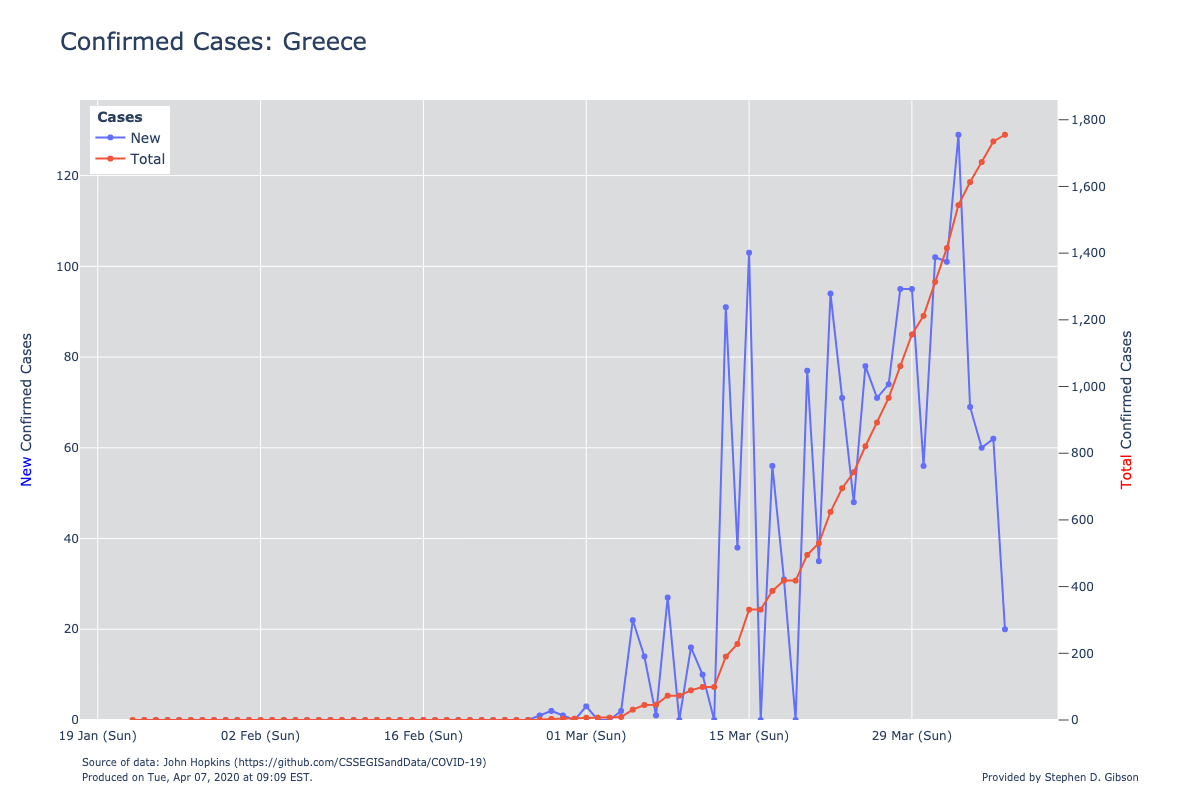 Confirmed Cases: Greece
Cases
New
Total
120
100
80
60
40
20
0
1,800
1,600
1,400
1,200
1,000
800
600
400
200
0
New Confirmed Cases
Total Confirmed Cases
19 Jan (Sun)
02 Feb (Sun)
16 Feb (Sun)
01 Mar (Sun)
15 Mar (Sun)
29 Mar (Sun)
Source of data: John Hopkins (https://github.com/CSSEGISandData/COVID-19)
Produced on Tue, Apr 07, 2020 at 09:09 EST.
Provided by Stephen D. Gibson